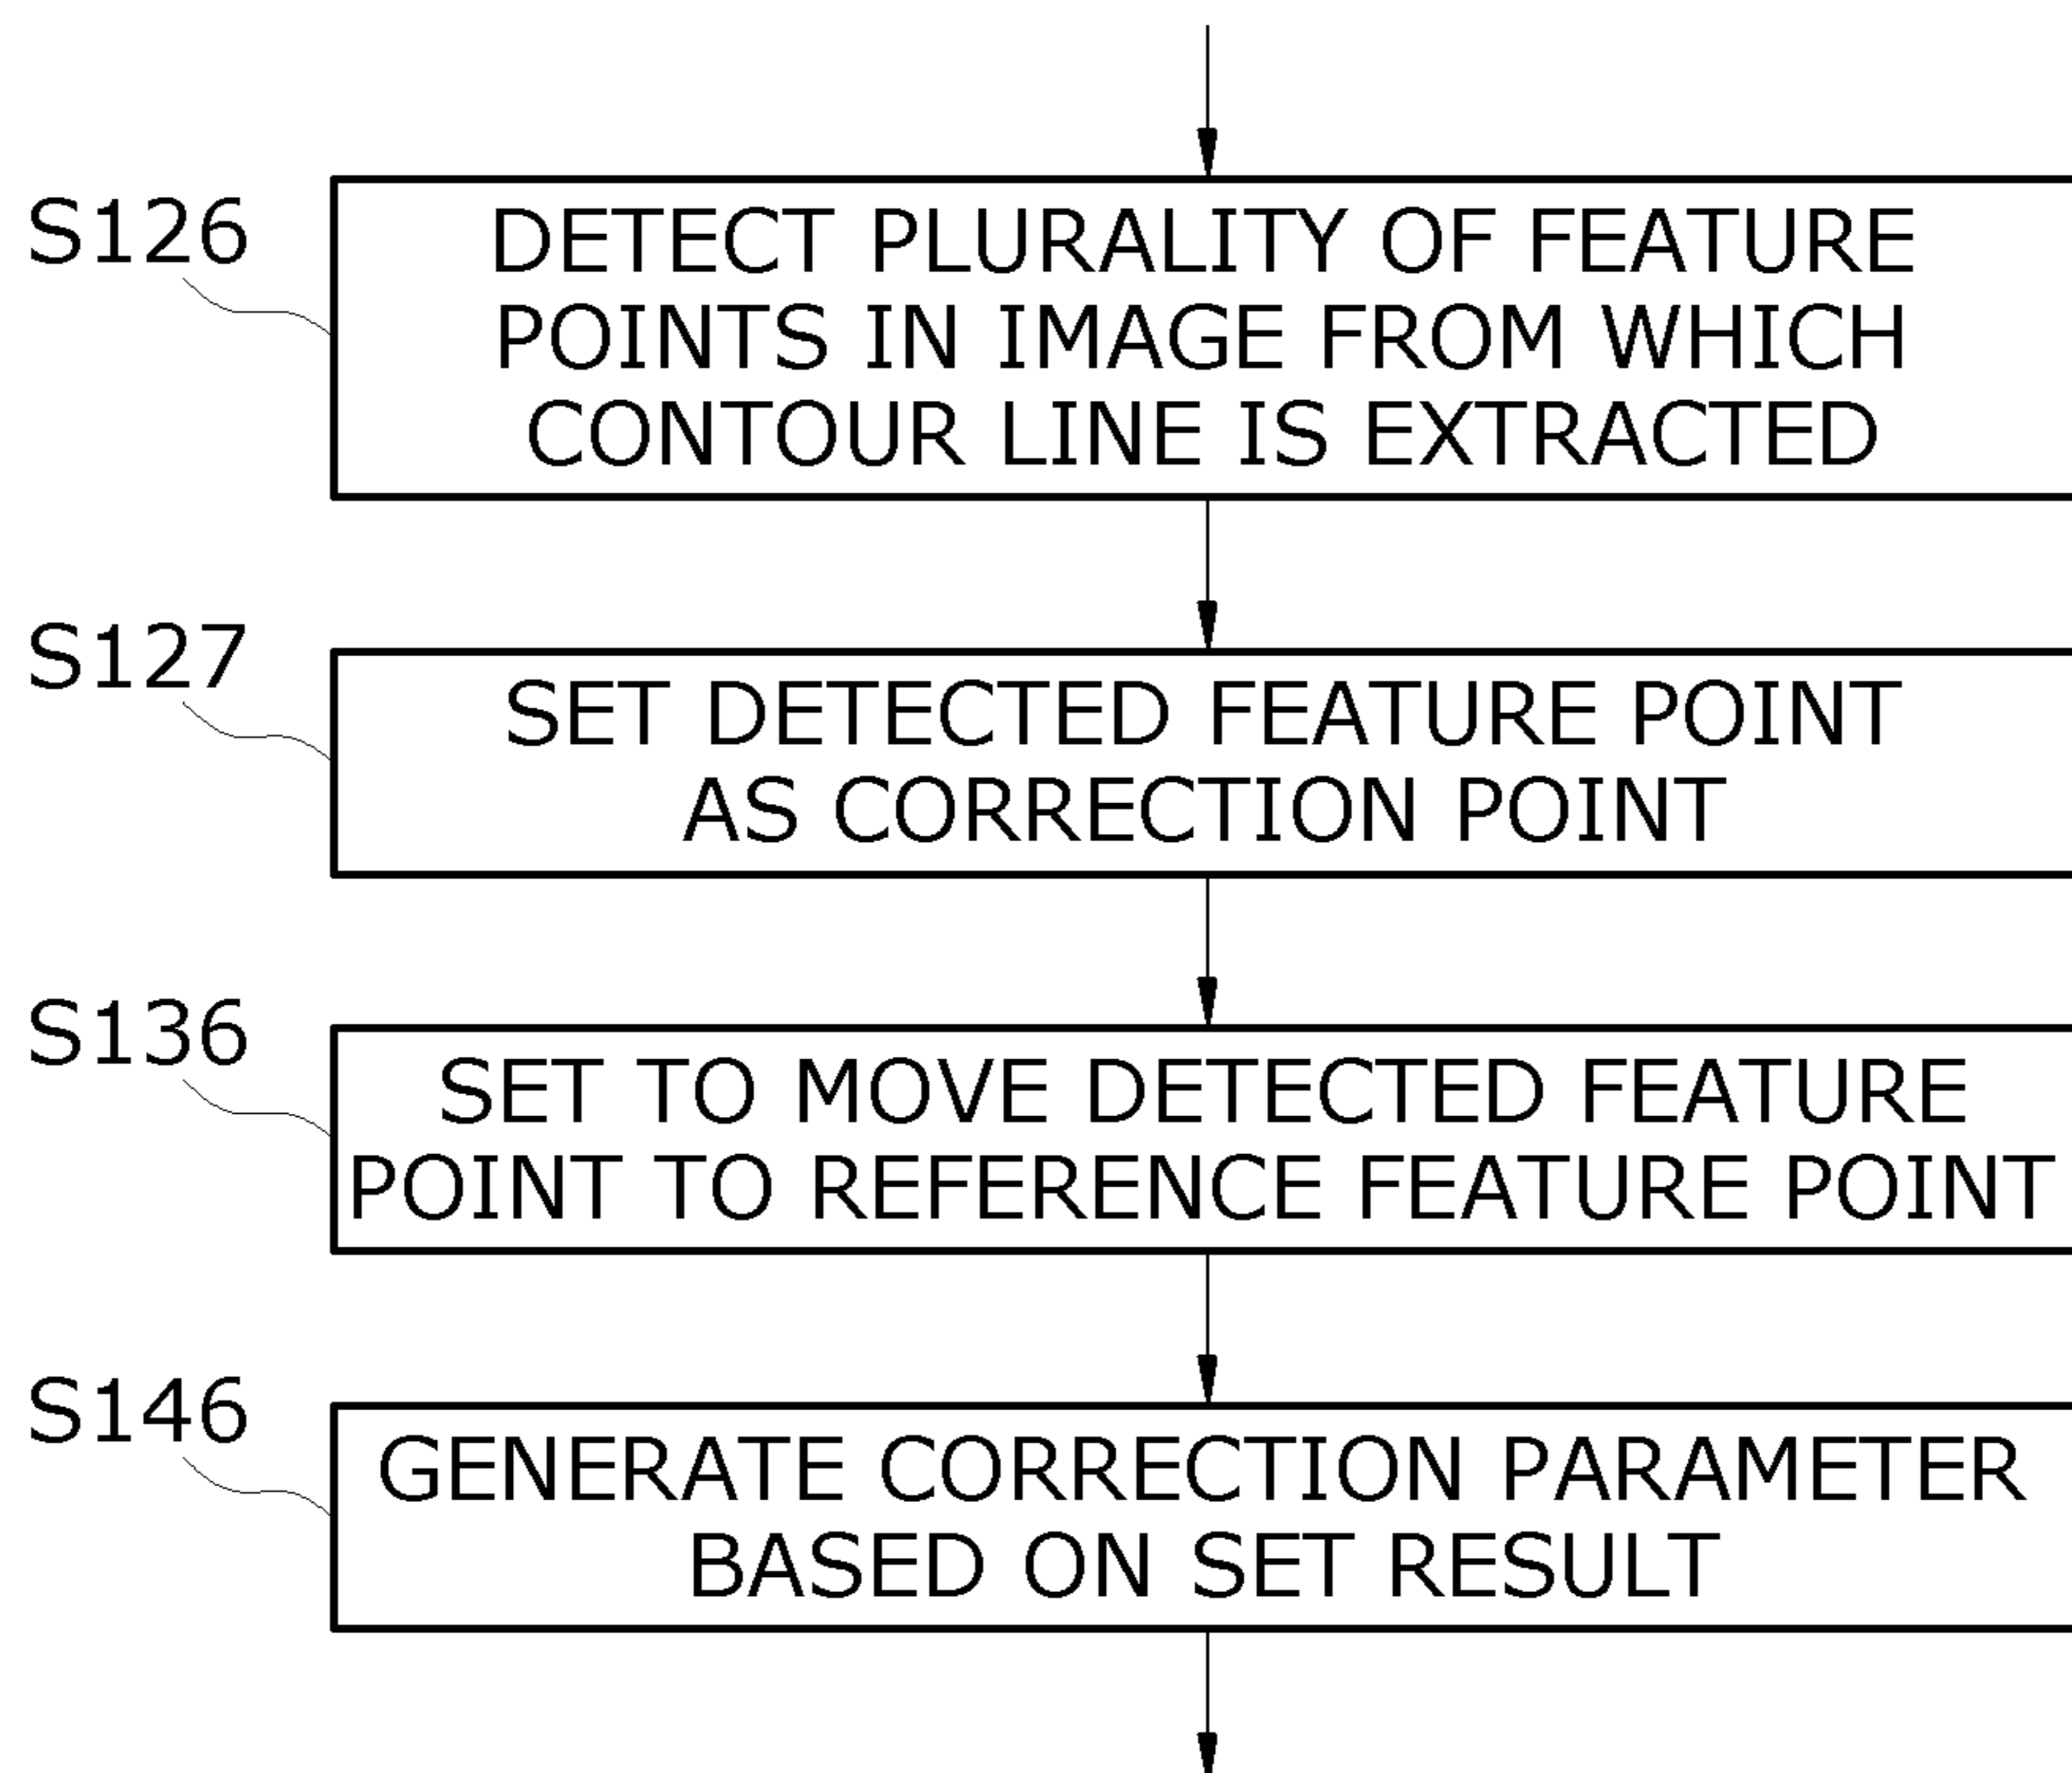 S126
DETECT PLURALITY OF FEATURE
POINTS IN IMAGE FROM WHICH
CONTOUR LINE IS EXTRACTED
S127
SET DETECTED FEATURE POINT
AS CORRECTION POINT
S136
SET TO MOVE DETECTED FEATURE
POINT TO REFERENCE FEATURE POINT
S146
GENERATE CORRECTION PARAMETER
BASED ON SET RESULT